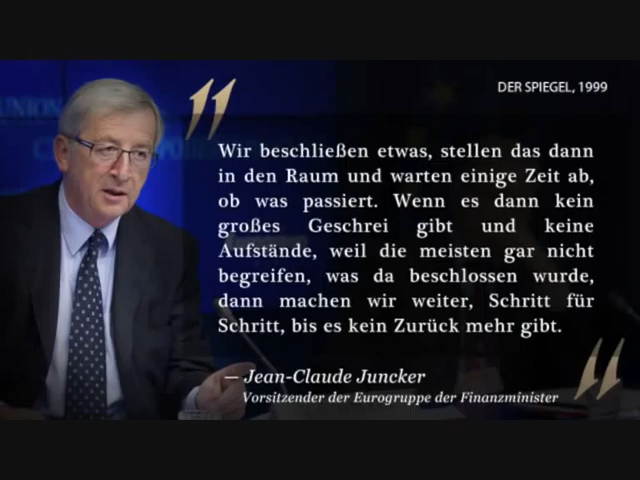 DER SPIEGEL, 1999
UNION
Wir beschließen etwas, stellen das dann
in den Raum und warten einige Zeit ab,
ob was passiert. Wenn es dann kein
großes Geschrei gibt und keine
Aufstände, weil die meisten gar nicht
begreifen, was da beschlossen wurde,
dann machen wir weiter, Schritt für
Schritt, bis es kein Zurück mehr gibt.
— Jean-Claude Juncker
Vorsitzender der Eurogruppe der Finanzminister